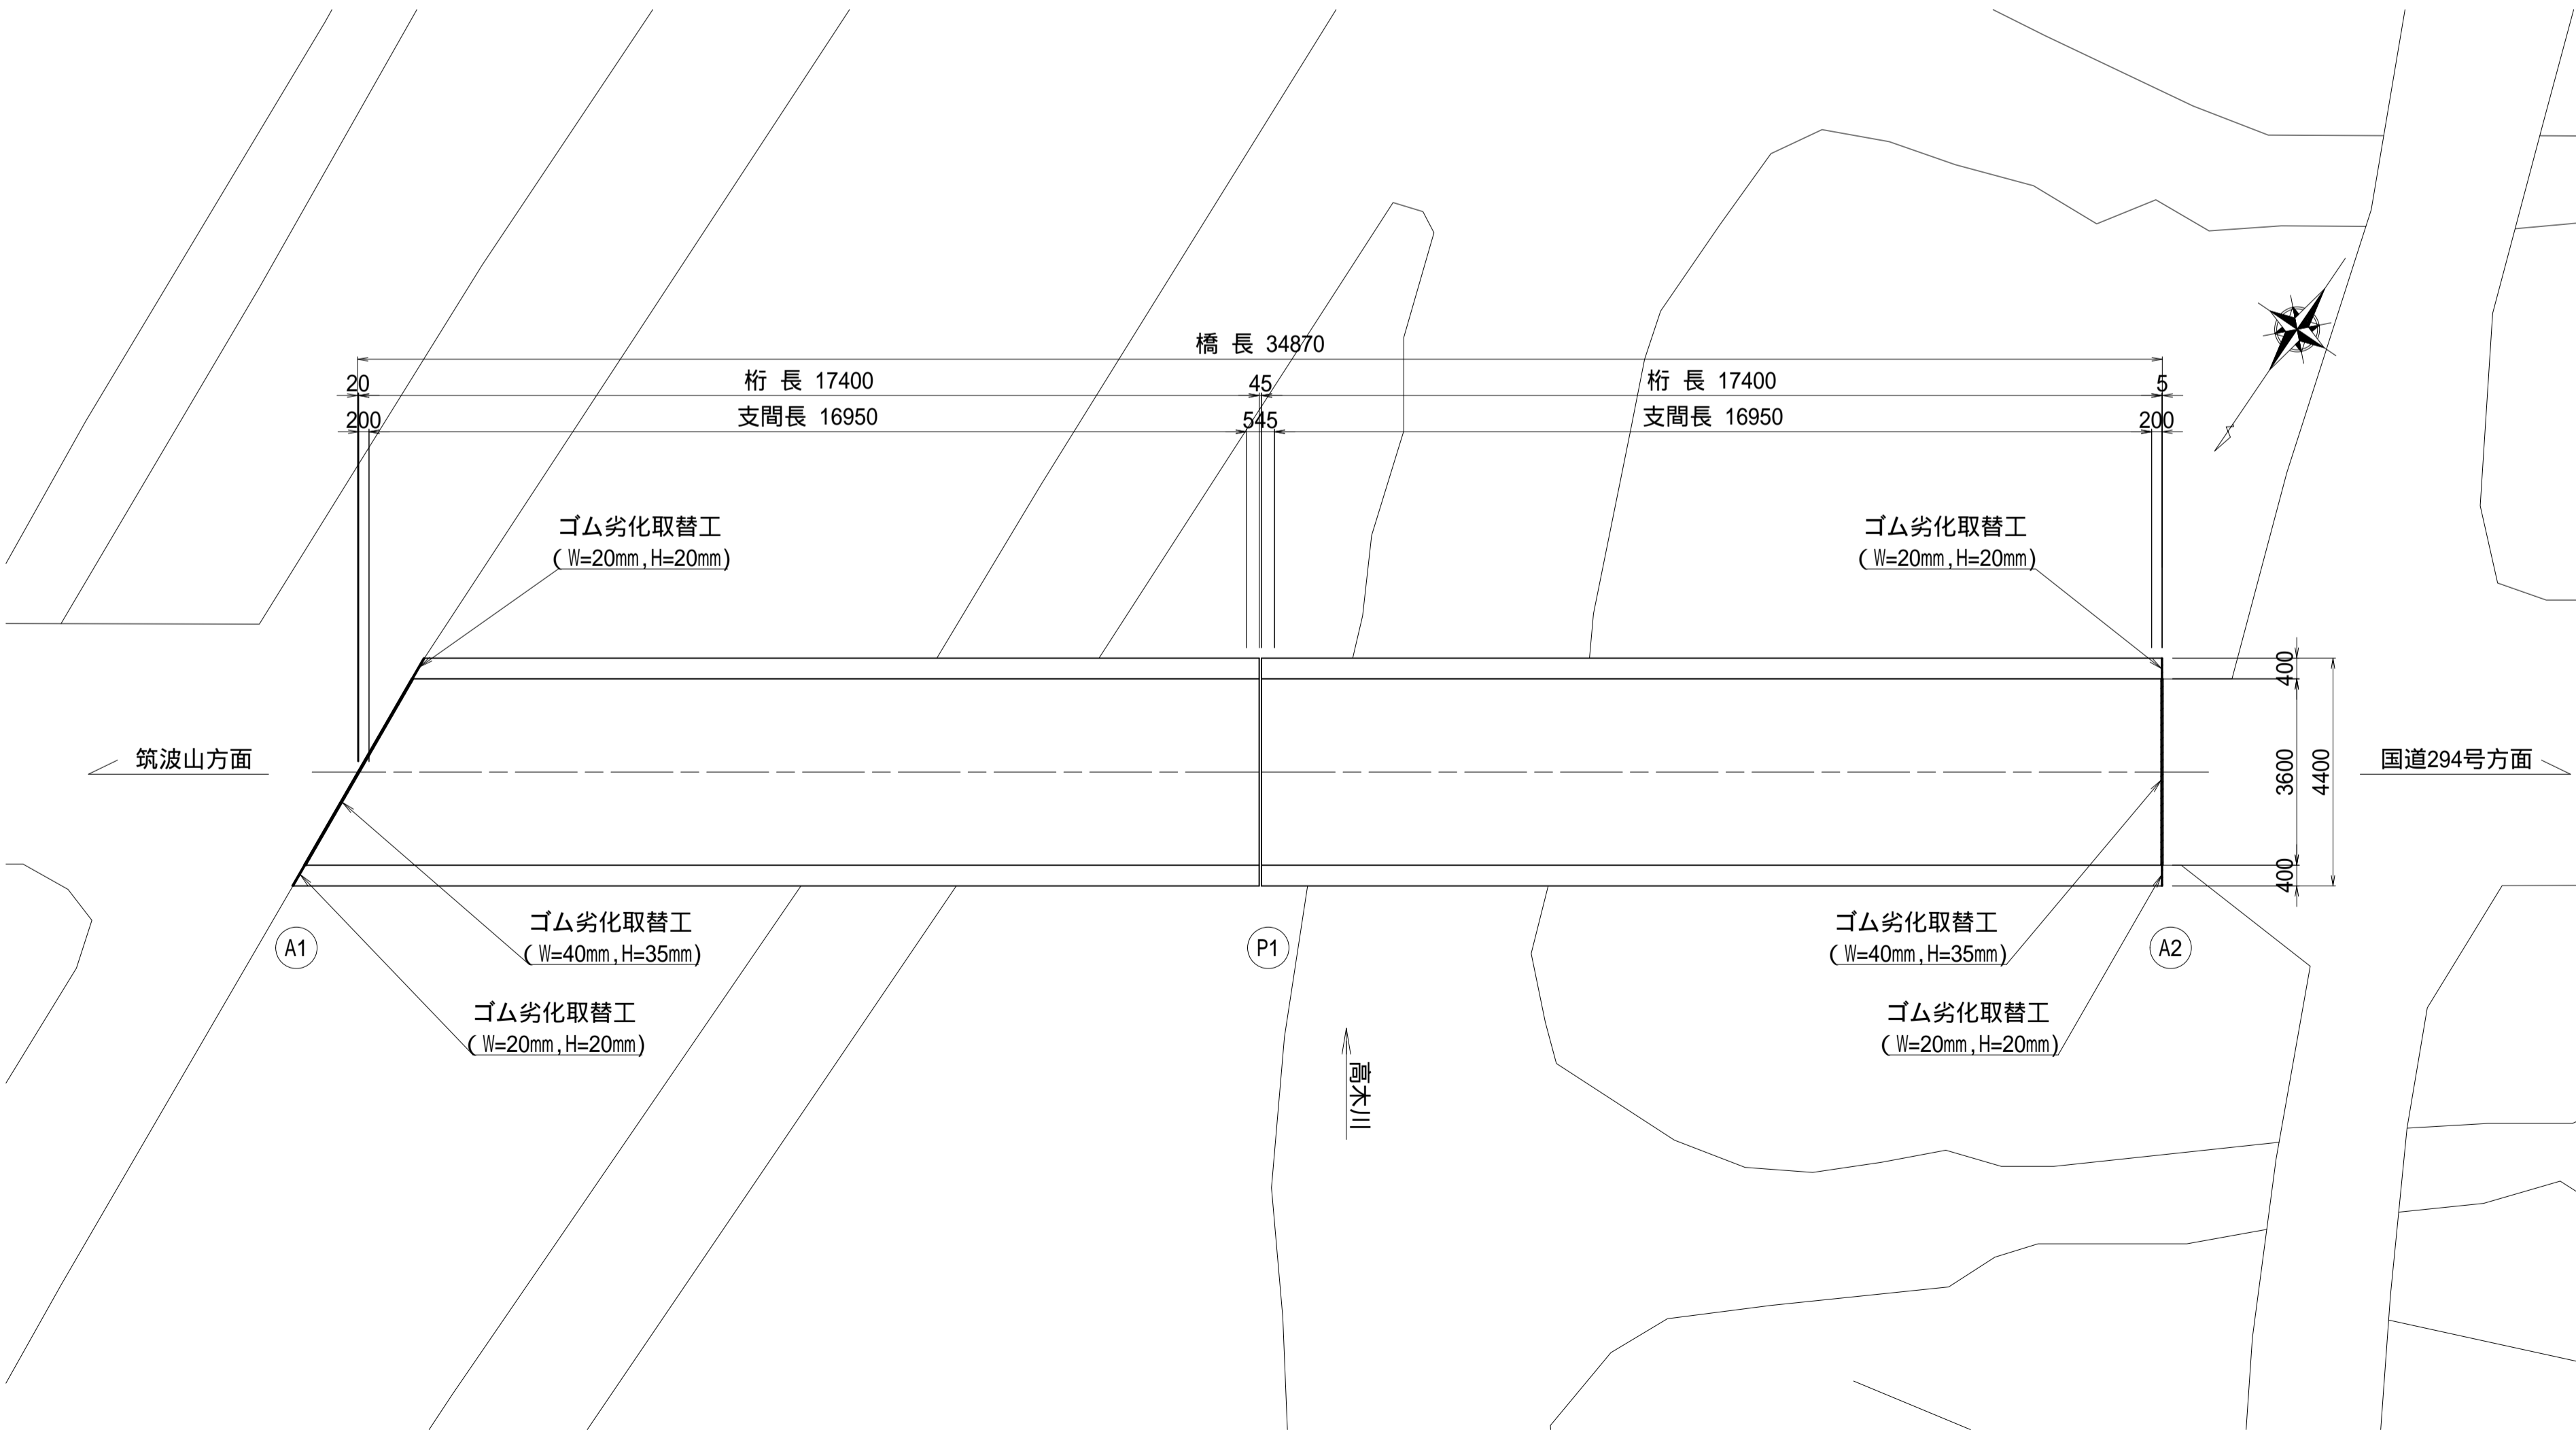 橋 長 34870
20
桁 長 17400
45
桁 長 17400
5
200
支間長 16950
545
支間長 16950
200
ゴム劣化取替工
(W=20mm,H=20mm)
ゴム劣化取替工
(W=20mm,H=20mm)
400
3600
4400
400
筑波山方面
国道294号方面
ゴム劣化取替工
(W=40mm,H=35mm)
ゴム劣化取替工
(W=40mm,H=35mm)
A1
P1
A2
ゴム劣化取替工
(W=20mm,H=20mm)
ゴム劣化取替工
(W=20mm,H=20mm)
高木川